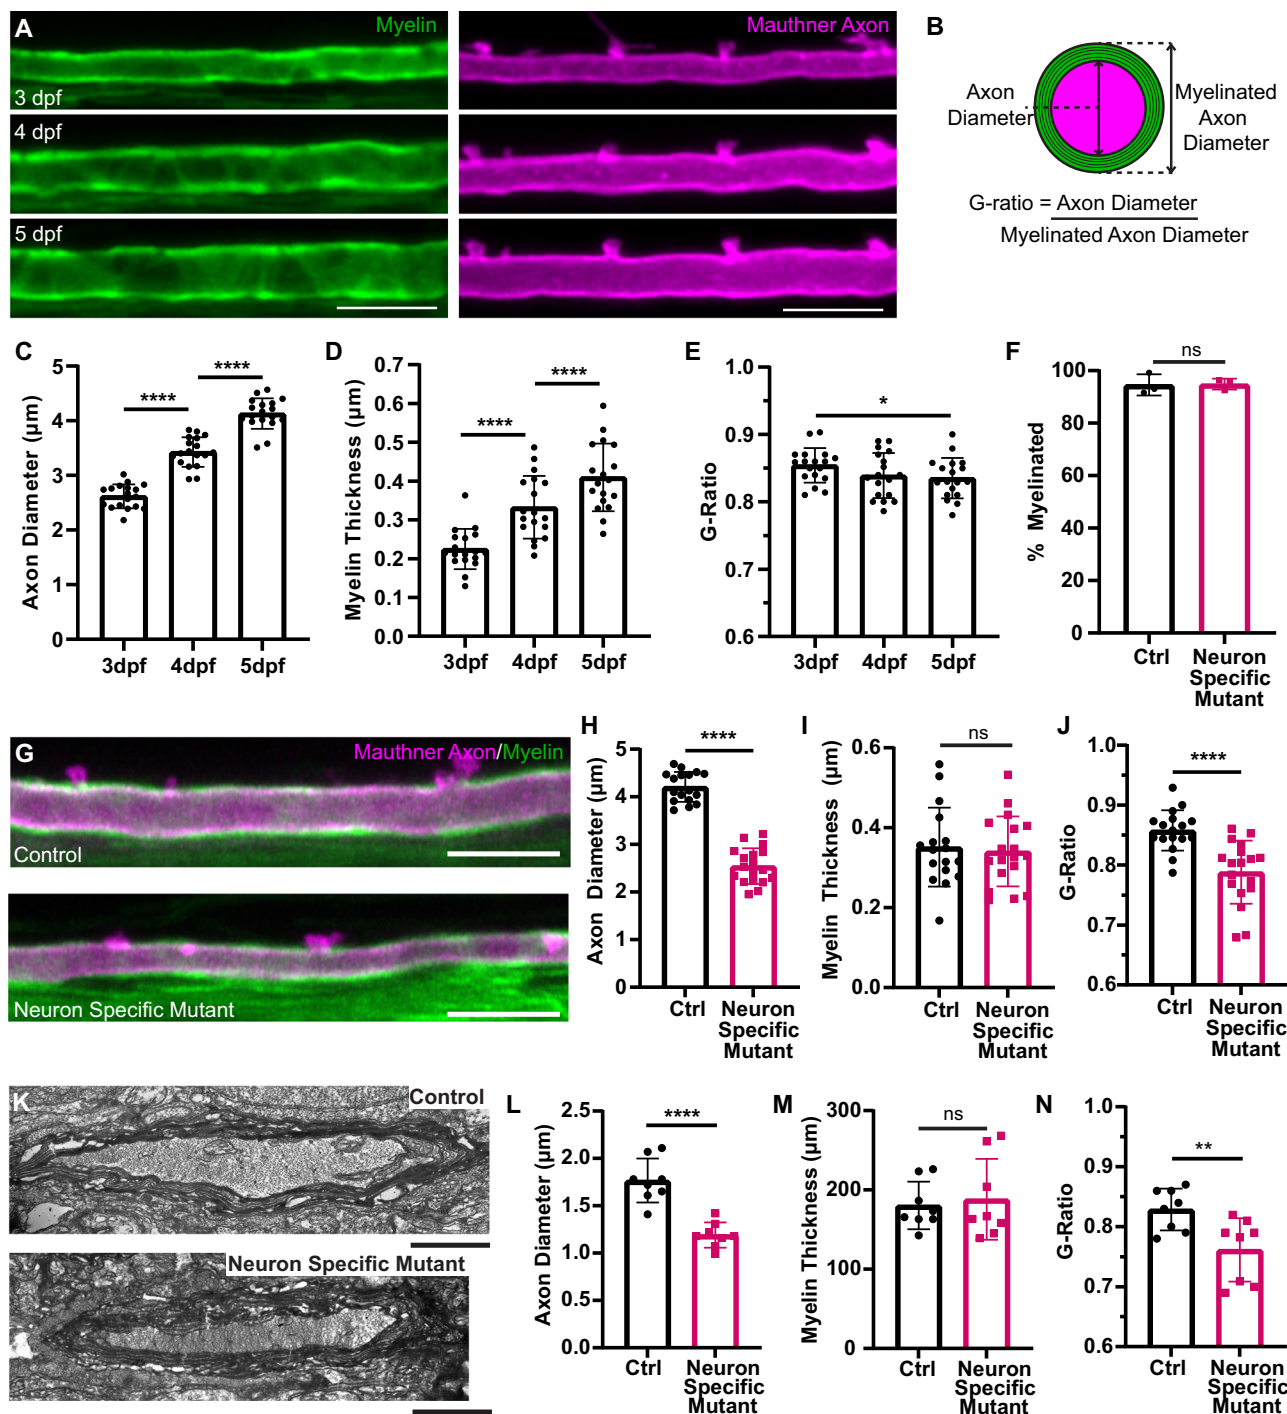 A
Myelin
3 dpf
4 dpf
5 dpf
Mauthner Axon
B
Axon
Diameter
Myelinated
Axon
Diameter
G-ratio = Axon Diameter
Myelinated Axon Diameter
C
Axon Diameter (μm)
5
4
3
2
1
0
****
****
3dpf
4dpf
5dpf
D
Myelin Thickness (μm)
0.7
0.6
0.5
0.4
0.3
0.2
0.1
0.0
****
****
3dpf
4dpf
5dpf
E
G-Ratio
1.0
0.9
0.8
0.7
0.6
*
3dpf
4dpf
5dpf
F
% Myelinated
100
80
60
40
20
0
ns
Ctrl
Neuron
Specific
Mutant
G
Mauthner Axon/Myelin
Control
Neuron Specific Mutant
H
Axon Diameter (μm)
5
4
3
2
1
0
****
Ctrl
Neuron
Specific
Mutant
I
Myelin Thickness (μm)
0.6
0.4
0.2
0.0
ns
Ctrl
Neuron
Specific
Mutant
J
G-Ratio
1.0
0.9
0.8
0.7
0.6
****
Ctrl
Neuron
Specific
Mutant
K
Control
Neuron Specific Mutant
L
Axon Diameter (μm)
2.5
2.0
1.5
1.0
0.5
0.0
****
Ctrl
Neuron
Specific
Mutant
M
Myelin Thickness (μm)
300
200
100
0
ns
Ctrl
Neuron
Specific
Mutant
N
G-Ratio
1.0
0.9
0.8
0.7
0.6
**
Ctrl
Neuron
Specific
Mutant